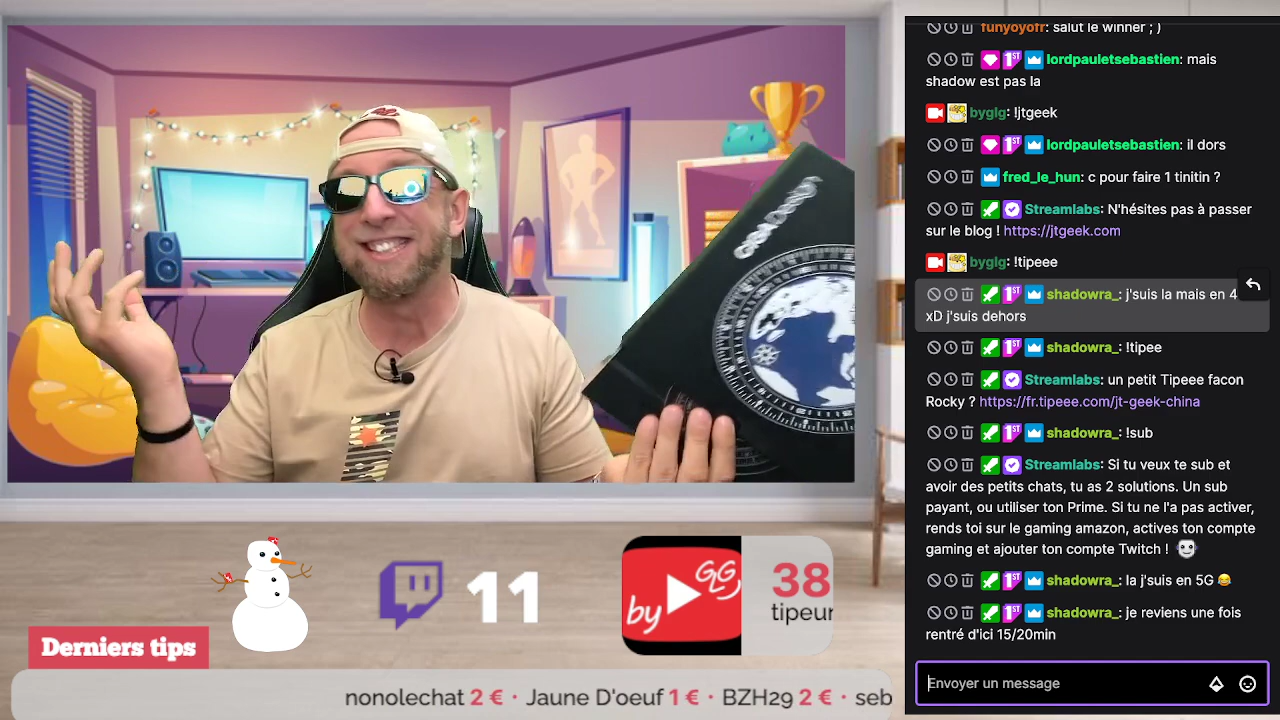 funyoyofr: salut le winner ; )
lordpauletsebastien: mais
shadow est pas la
byglg: !jtgeek
lordpauletsebastien: il dors
fred_le_hun: c pour faire 1 tinitin ?
Streamlabs: N'hésites pas à passer
sur le blog ! https://jtgeek.com
byglg: !tipeee
shadowra_: j'suis la mais en 4
xD j'suis dehors
shadowra_: !tipee
Streamlabs: un petit Tipeee facon
Rocky ? https://fr.tipeee.com/jt-geek-china
shadowra_: !sub
Streamlabs: Si tu veux te sub et
avoir des petits chats, tu as 2 solutions. Un sub
payant, ou utiliser ton Prime. Si tu ne l'a pas activer,
rends toi sur le gaming amazon, actives ton compte
gaming et ajouter ton compte Twitch !
shadowra_: la j'suis en 5G
shadowra_: je reviens une fois
rentré d'ici 15/20min
Envoyer un message
11
by GLG
38
tipeur
Derniers tips
nonolechat 2 € · Jaune D'oeuf 1 € · BZH29 2 € · seb